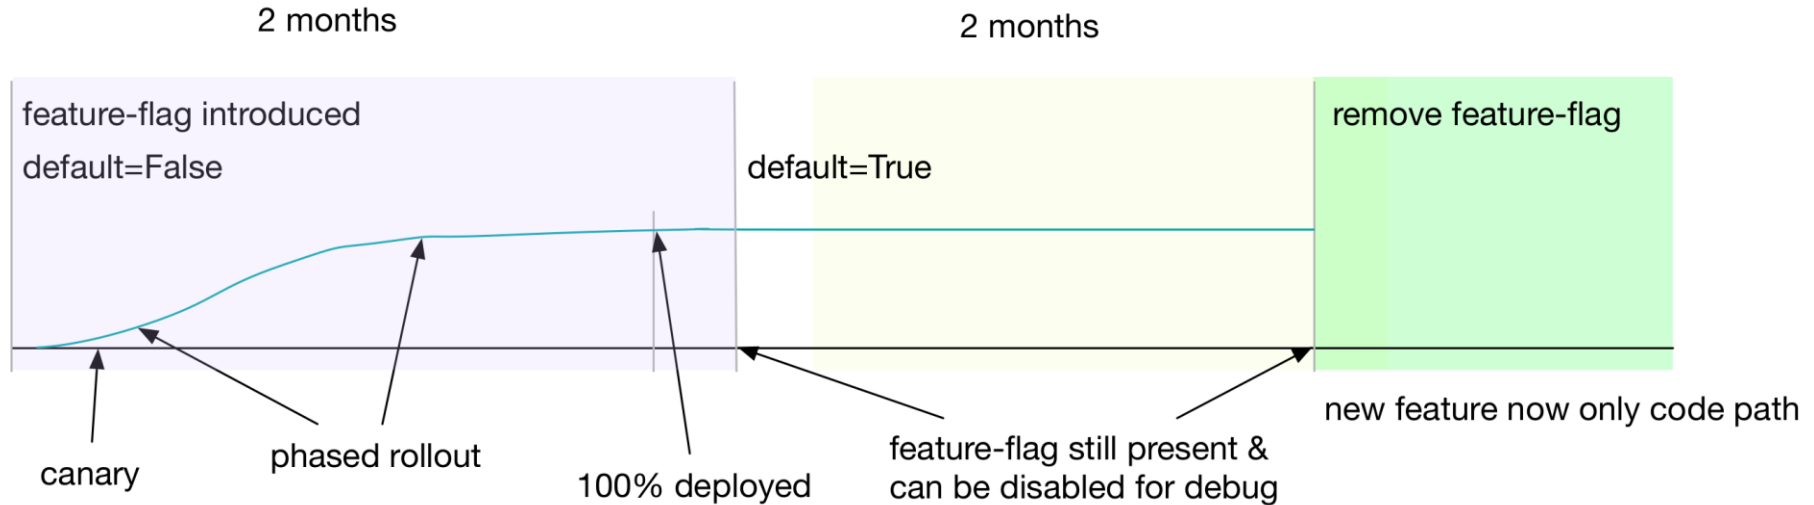 2 months
2 months
feature-flag introduced
default=False
default=True
remove feature-flag
canary
phased rollout
100% deployed
feature-flag still present &
can be disabled for debug
new feature now only code path